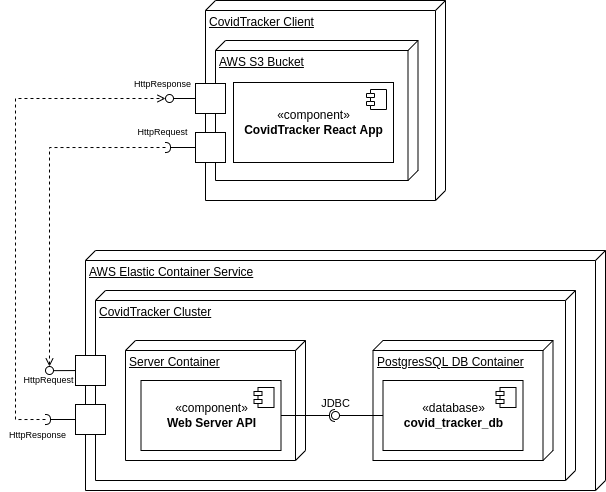 CovidTracker Client
AWS S3 Bucket
HttpResponse
«component»
CovidTracker React App
HttpRequest
AWS Elastic Container Service
CovidTracker Cluster
Server Container
PostgresSQL DB Container
HttpRequest
«component»
Web Server API
JDBC
«database»
covid_tracker_db
HttpResponse